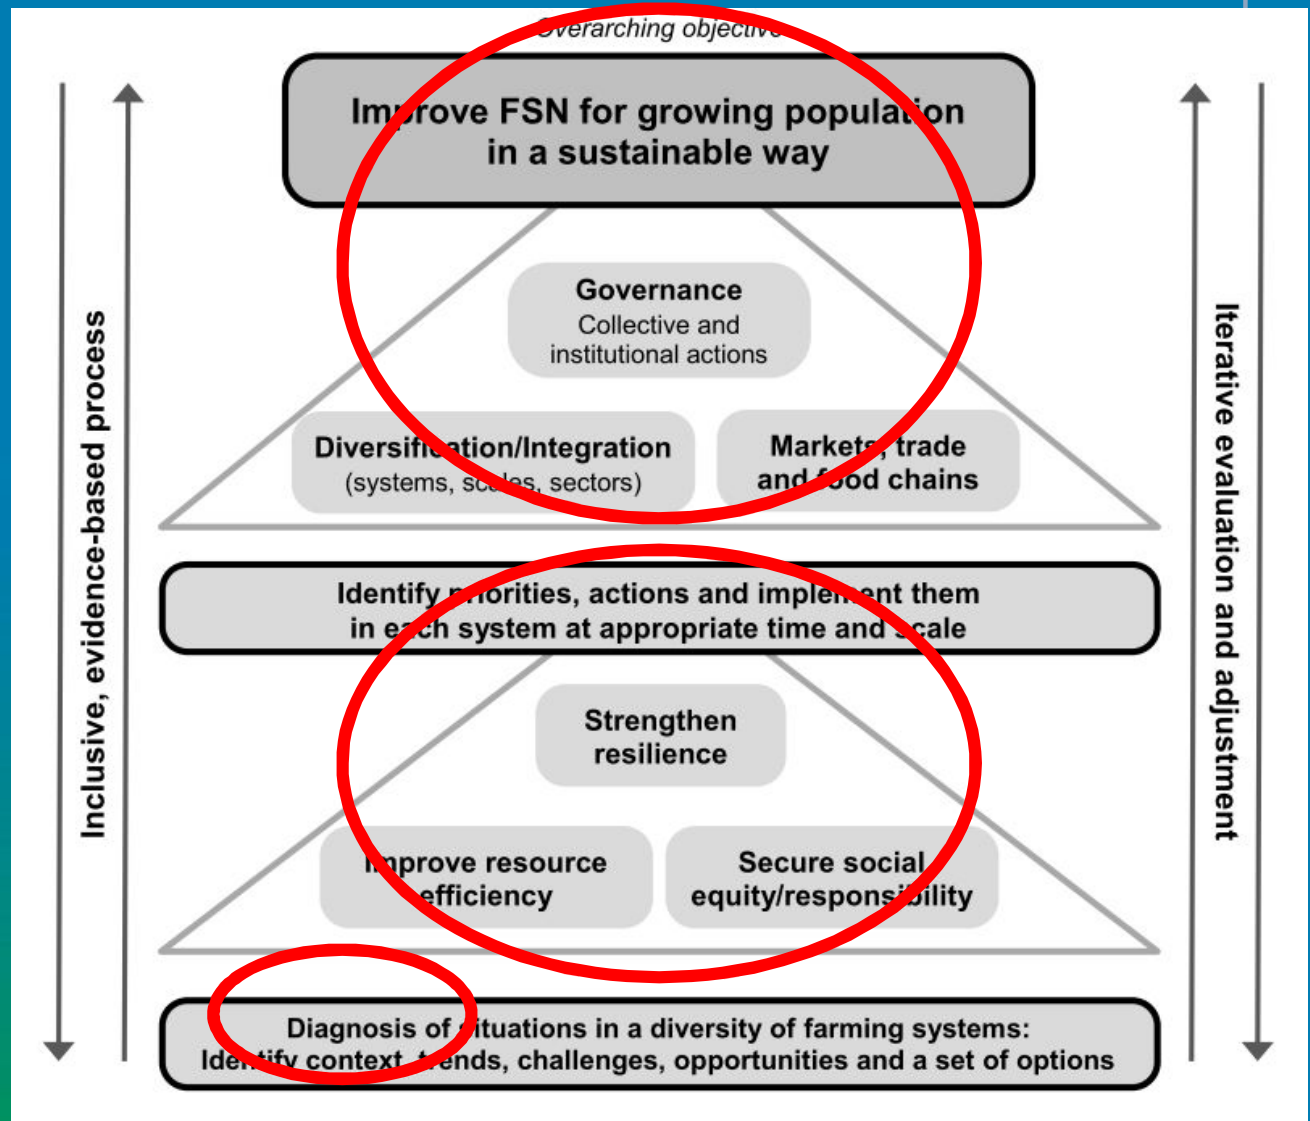 Overarching objective
Improve FSN for growing population
in a sustainable way
Governance
Collective and
institutional actions
Diversification/Integration
(systems, scales, sectors)
Markets, trade
and food chains
Identify priorities, actions and implement them
in each system at appropriate time and scale
Strengthen
resilience
Improve resource
efficiency
Secure social
equity/responsibility
Diagnosis of situations in a diversity of farming systems:
Identify context, trends, challenges, opportunities and a set of options
Inclusive, evidence-based process
Iterative evaluation and adjustment